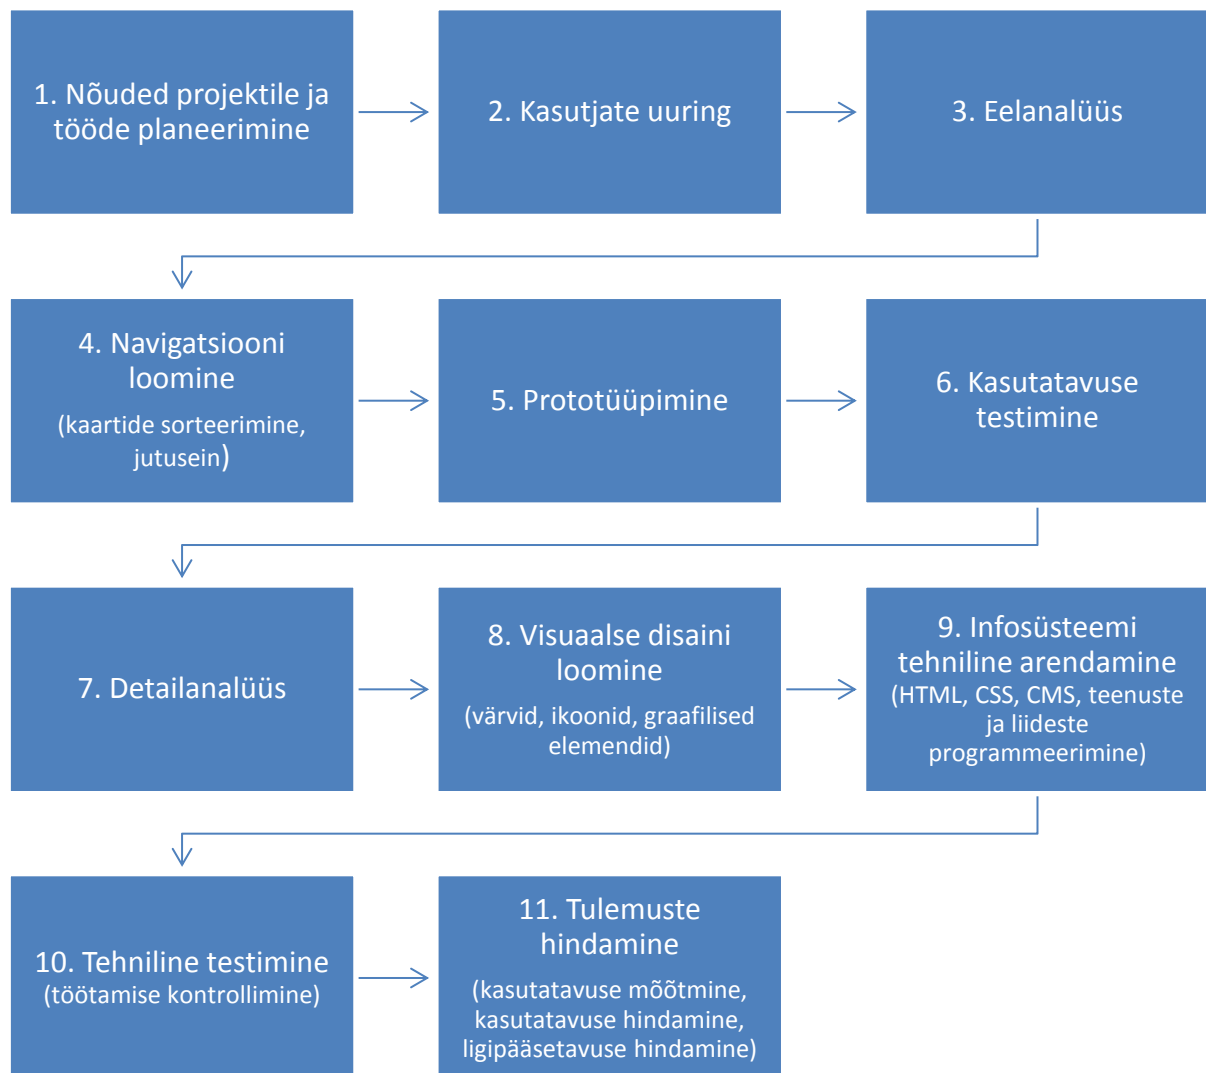 1. Nõuded projektile ja
tööde planeerimine
2. Kasutjate uuring
3. Eelanalüüs
4. Navigatsiooni
loomine
(kaartide sorteerimine,
jutusein)
5. Prototüüpimine
6. Kasutatavuse
testimine
7. Detailanalüüs
8. Visuaalse disaini
loomine
(värvid, ikoonid, graafilised
elemendid)
9. Infosüsteemi
tehniline arendamine
(HTML, CSS, CMS, teenuste
ja liideste
programmeerimine)
10. Tehniline testimine
(töötamise kontrollimine)
11. Tulemuste
hindamine
(kasutatavuse mõõtmine,
kasutatavuse hindamine,
ligipääsetavuse hindamine)